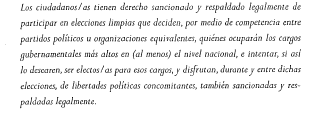 Los ciudadanos/as tienen derecho sancionado y respaldado legalmente de
participar en elecciones limpias que deciden, por medio de competencia entre
partidos políticos u organizaciones equivalentes, quiénes ocuparán los cargos
gubernamentales más altos en (al menos) el nivel nacional, e intentar, si así
lo desearen, ser electos/as para esos cargos, y disfrutan, durante y entre dichas
elecciones, de libertades políticas concomitantes, también sancionadas y res-
paldadas legalmente.